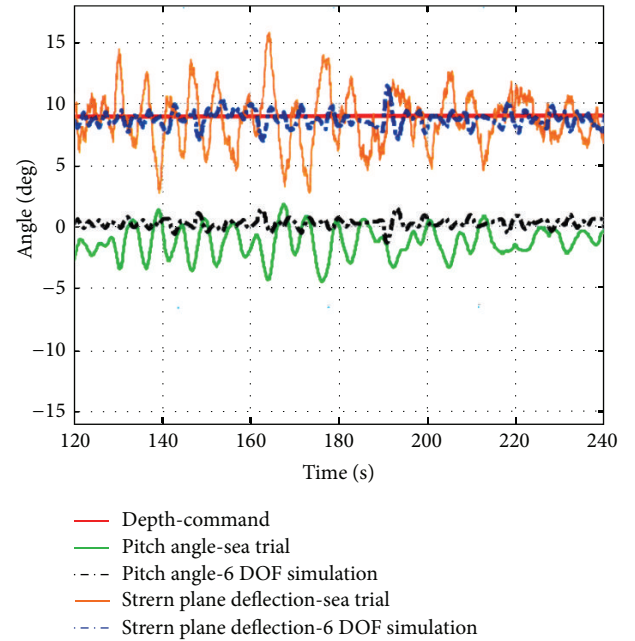 15
10
5
0
−5
−10
−15
Angle (deg)
120 140 160 180 200 220 240
Time (s)
Depth-command
Pitch angle-sea trial
Pitch angle-6 DOF simulation
Strern plane deflection-sea trial
Strern plane deflection-6 DOF simulation